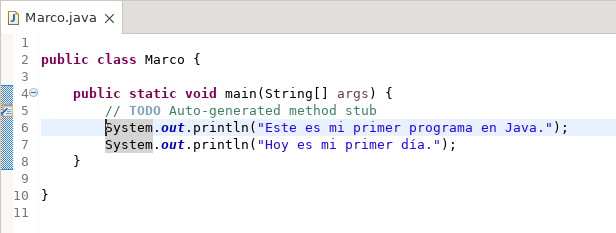 Marco.java
1
2 public class Marco {
3
4 public static void main(String[] args) {
5 // TODO Auto-generated method stub
6 System.out.println("Este es mi primer programa en Java.");
7 System.out.println("Hoy es mi primer día.");
8 }
9
10 }
11